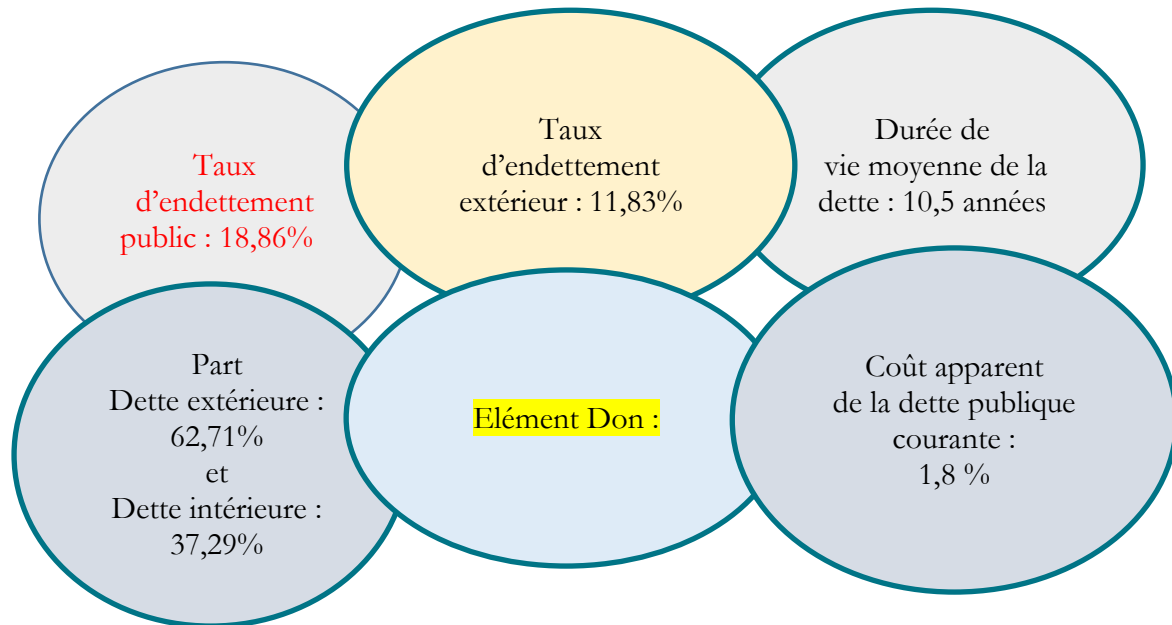 Taux
d’endettement
public : 18,86%
Taux
d'endettement
extérieur : 11,83%
Durée de
vie moyenne de la
dette : 10,5 années
Part
Dette extérieure :
62,71%
et
Dette intérieure :
37,29%
Elément Don :
Coût apparent
de la dette publique
courante :
1,8 %